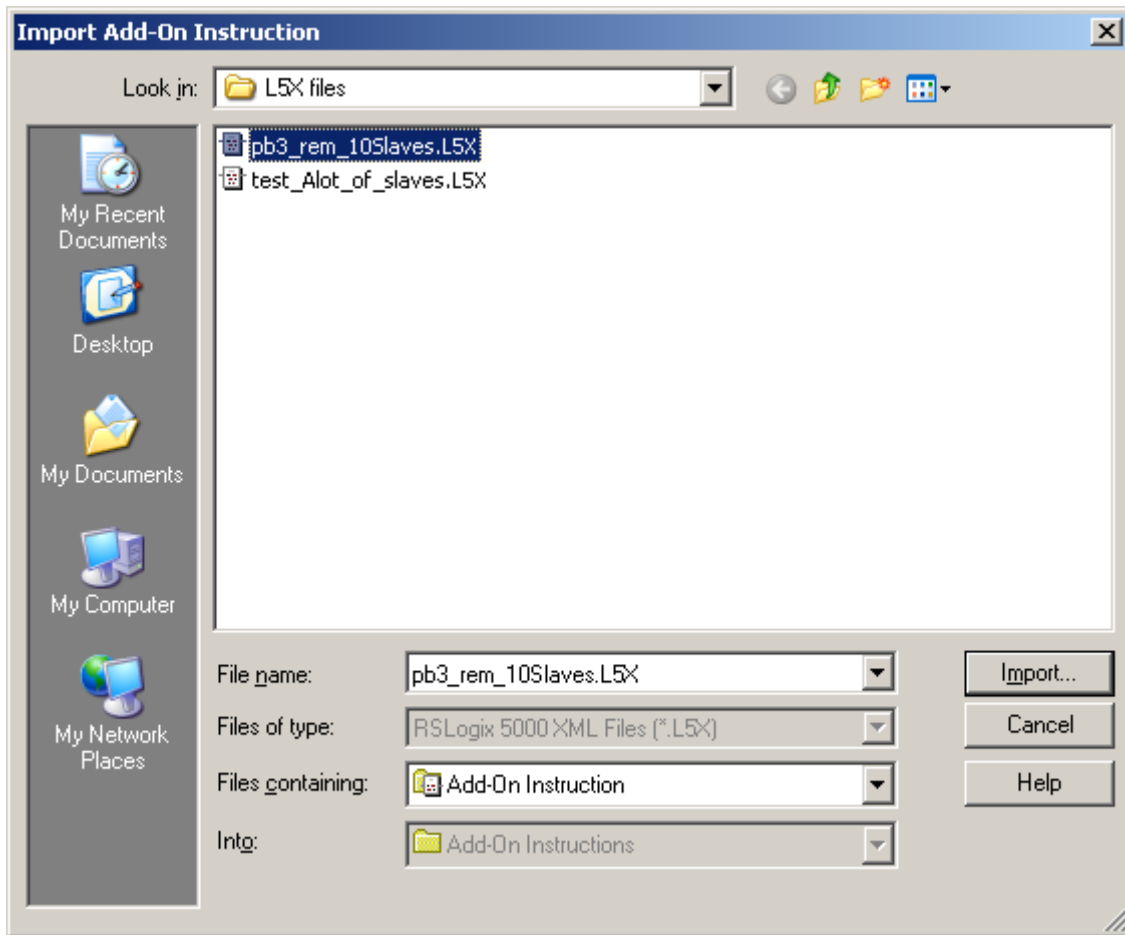 Import Add-On Instruction
Look in: L5X files
pb3_rem_10Slaves.L5X
test_Alot_of_slaves.L5X
My Recent
Documents
Desktop
My Documents
My Computer
My Network
Places
File name: pb3_rem_10Slaves.L5X Import...
Files of type: RSLogix 5000 XML Files (*.L5X) Cancel
Files containing: Add-On Instruction Help
Into: Add-On Instructions